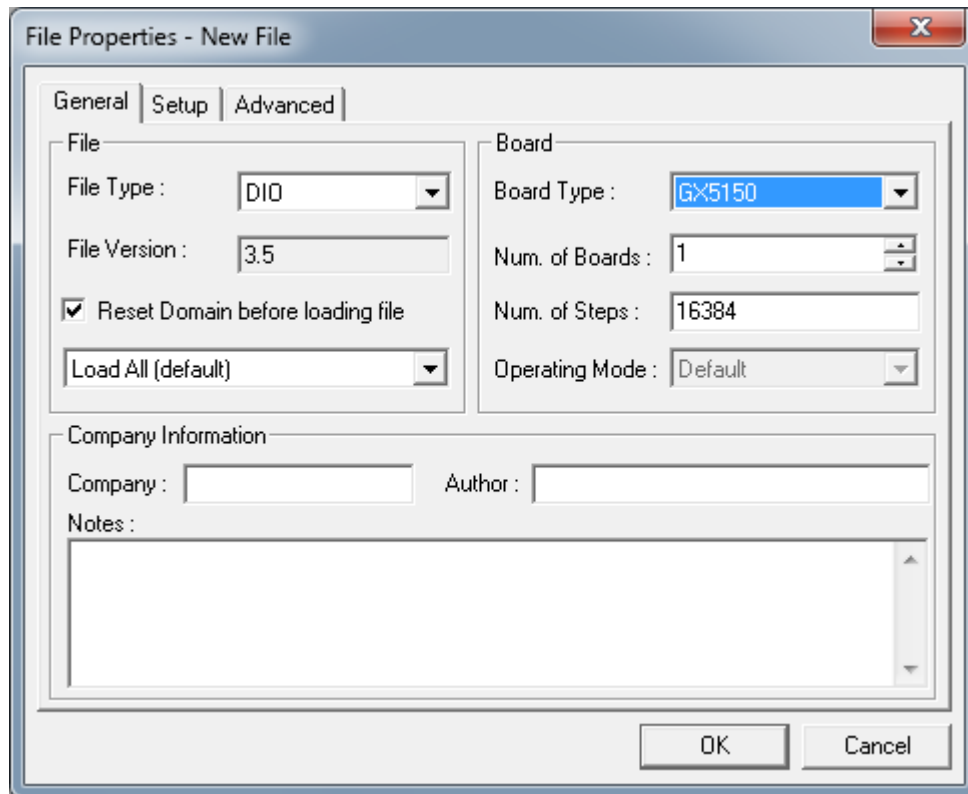 File Properties - New File
General Setup Advanced
File
File Type : DIO
File Version : 3.5
Reset Domain before loading file
Load All (default)
Board
Board Type : GX5150
Num. of Boards : 1
Num. of Steps : 16384
Operating Mode : Default
Company Information
Company : Author :
Notes :
OK Cancel